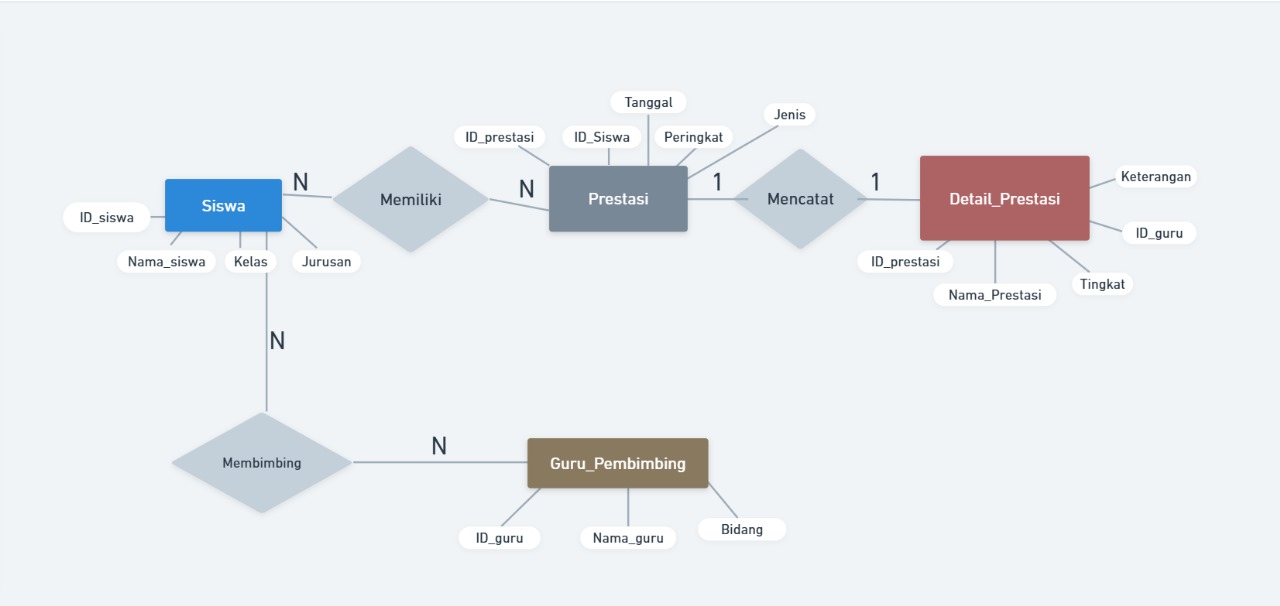 Tanggal
Jenis
ID_prestasi
ID_Siswa
Peringkat
N
N
1
1
Siswa
Memiliki
Prestasi
Mencatat
Detail_Prestasi
Keterangan
ID_siswa
ID_guru
Nama_siswa
Kelas
Jurusan
ID_prestasi
Tingkat
Nama_Prestasi
N
N
Membimbing
Guru_Pembimbing
ID_guru
Nama_guru
Bidang